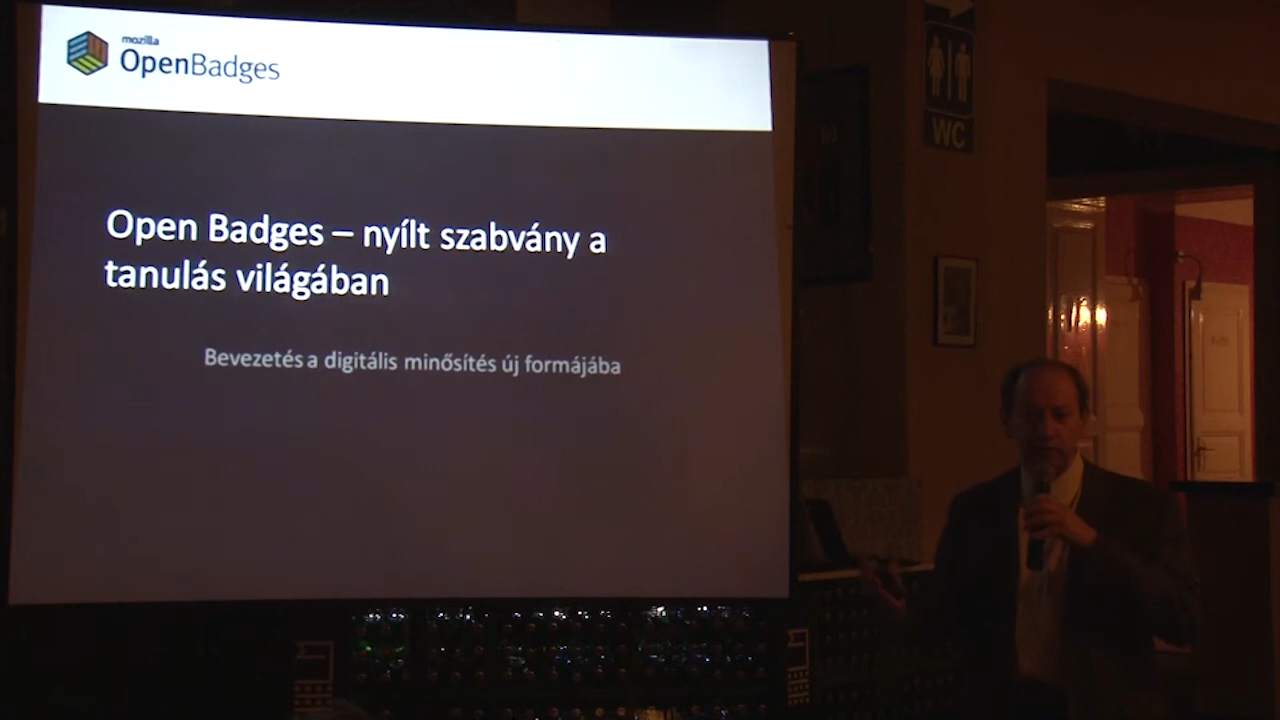 mozilla
OpenBadges
Open Badges – nyílt szabvány a
tanulás világában
Bevezetés a digitális minősítés új formájába
WC